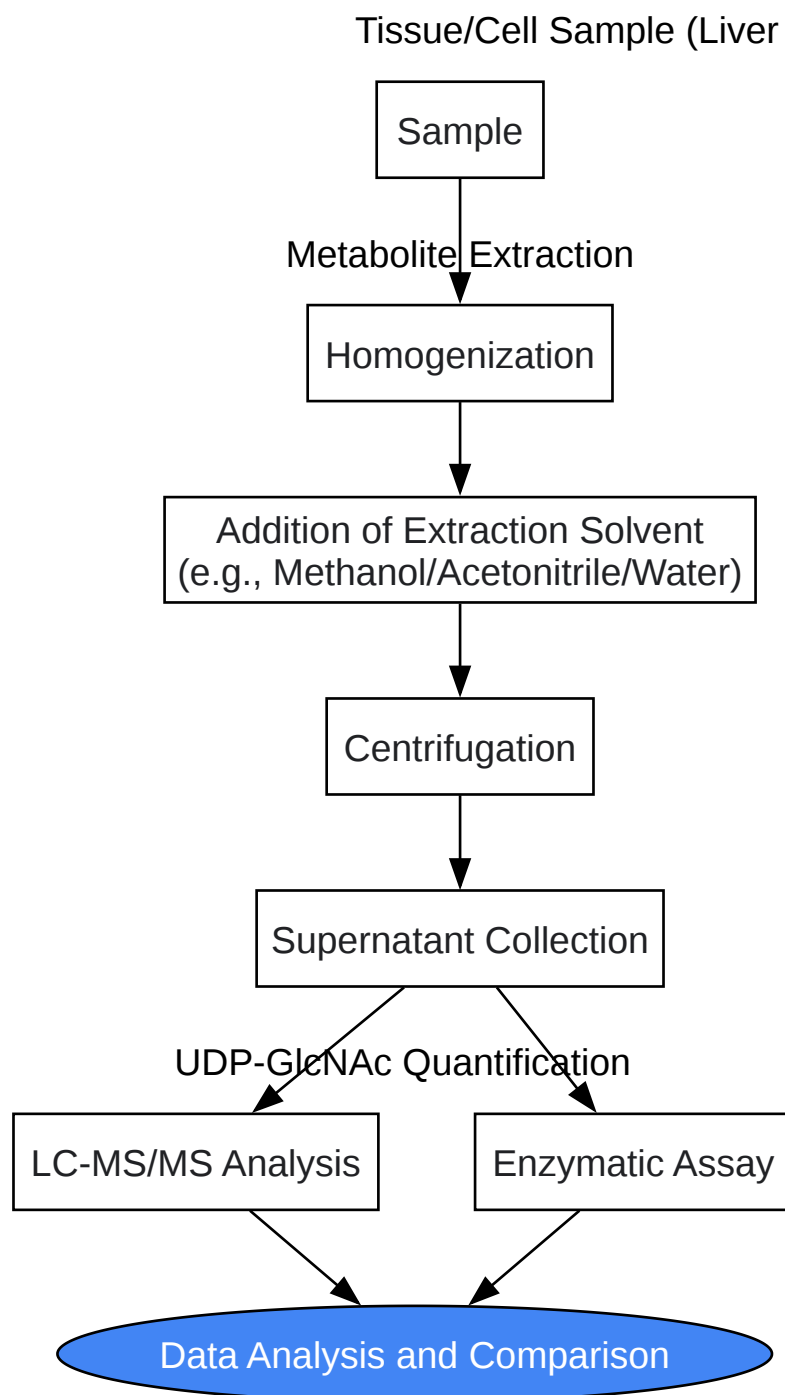 Tissue/Cell Sample (Liver
Sample
Metabolite Extraction
Homogenization
Addition of Extraction Solvent
(e.g., Methanol/Acetonitrile/Water)
Centrifugation
Supernatant Collection
UDP-GlcNAc Quantification
LC-MS/MS Analysis
Enzymatic Assay
Data Analysis and Comparison